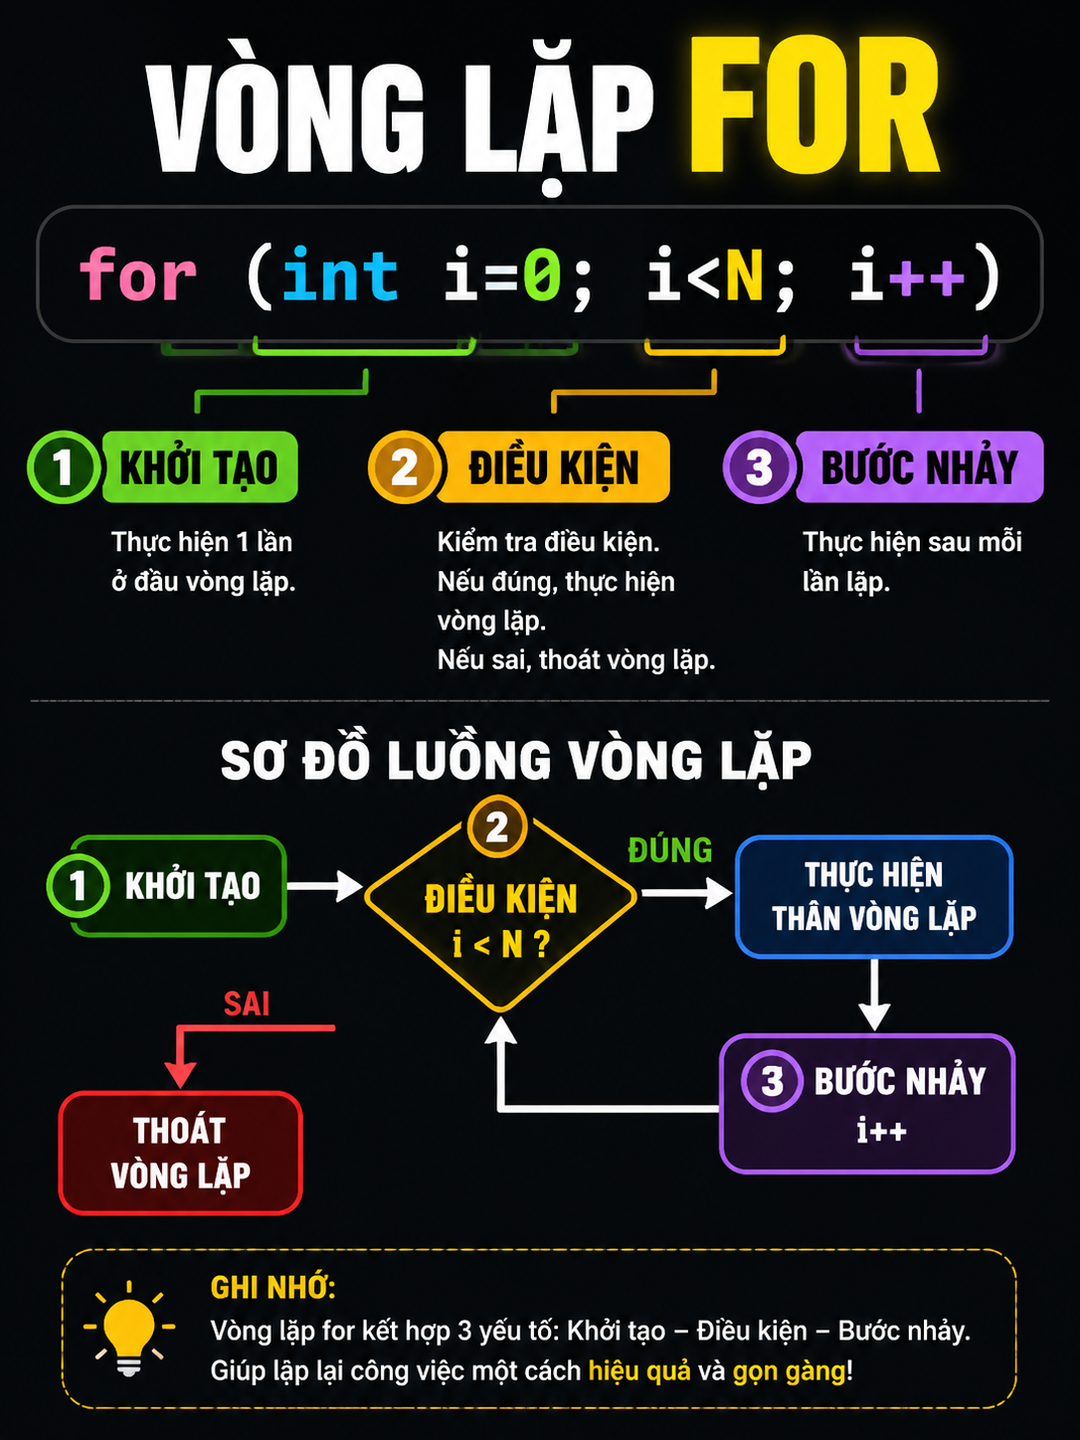 VÒNG LẶP FOR
for (int i=0; i<N; i++)
1 KHỞI TẠO
Thực hiện 1 lần
ở đầu vòng lặp.
2 ĐIỀU KIỆN
Kiểm tra điều kiện.
Nếu đúng, thực hiện
vòng lặp.
Nếu sai, thoát vòng lặp.
3 BƯỚC NHẢY
Thực hiện sau mỗi
lần lặp.
SƠ ĐỒ LUỒNG VÒNG LẶP
1 KHỞI TẠO
2
ĐIỀU KIỆN
i < N ?
ĐÚNG
THỰC HIỆN
THÂN VÒNG LẶP
3 BƯỚC NHẢY
i++
SAI
THOÁT
VÒNG LẶP
GHI NHỚ:
Vòng lặp for kết hợp 3 yếu tố: Khởi tạo – Điều kiện – Bước nhảy.
Giúp lập lại công việc một cách hiệu quả và gọn gàng!